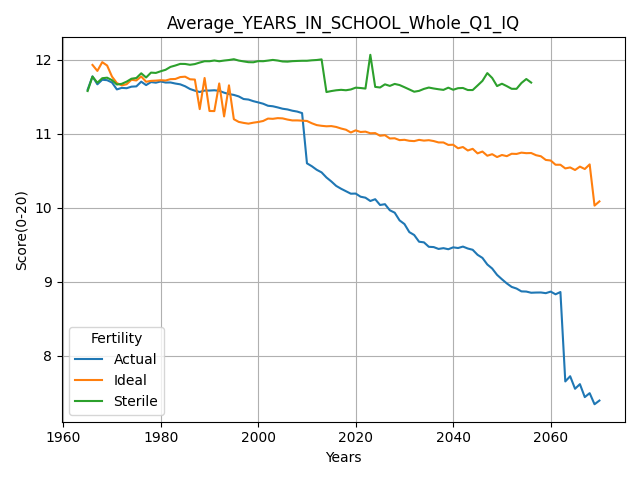 Average_YEARS_IN_SCHOOL_Whole_Q1_IQ
Score(0-20)
12
11
10
9
8
Fertility
Actual
Ideal
Sterile
1960
1980
2000
2020
2040
2060
Years